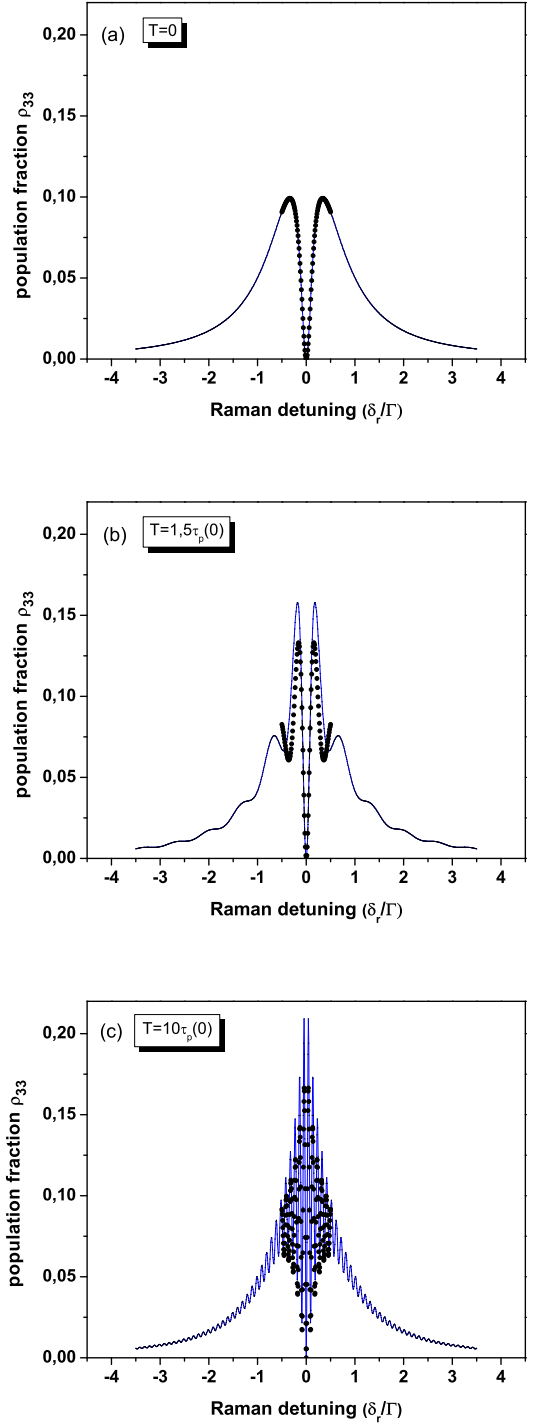 (a) T=0
0,20
0,15
0,10
0,05
0,00
population fraction ρ33
-4 -3 -2 -1 0 1 2 3 4
Raman detuning (δr/Γ)
(b) T=1,5τp(0)
0,20
0,15
0,10
0,05
0,00
population fraction ρ33
-4 -3 -2 -1 0 1 2 3 4
Raman detuning (δr/Γ)
(c) T=10τp(0)
0,20
0,15
0,10
0,05
0,00
population fraction ρ33
-4 -3 -2 -1 0 1 2 3 4
Raman detuning (δr/Γ)